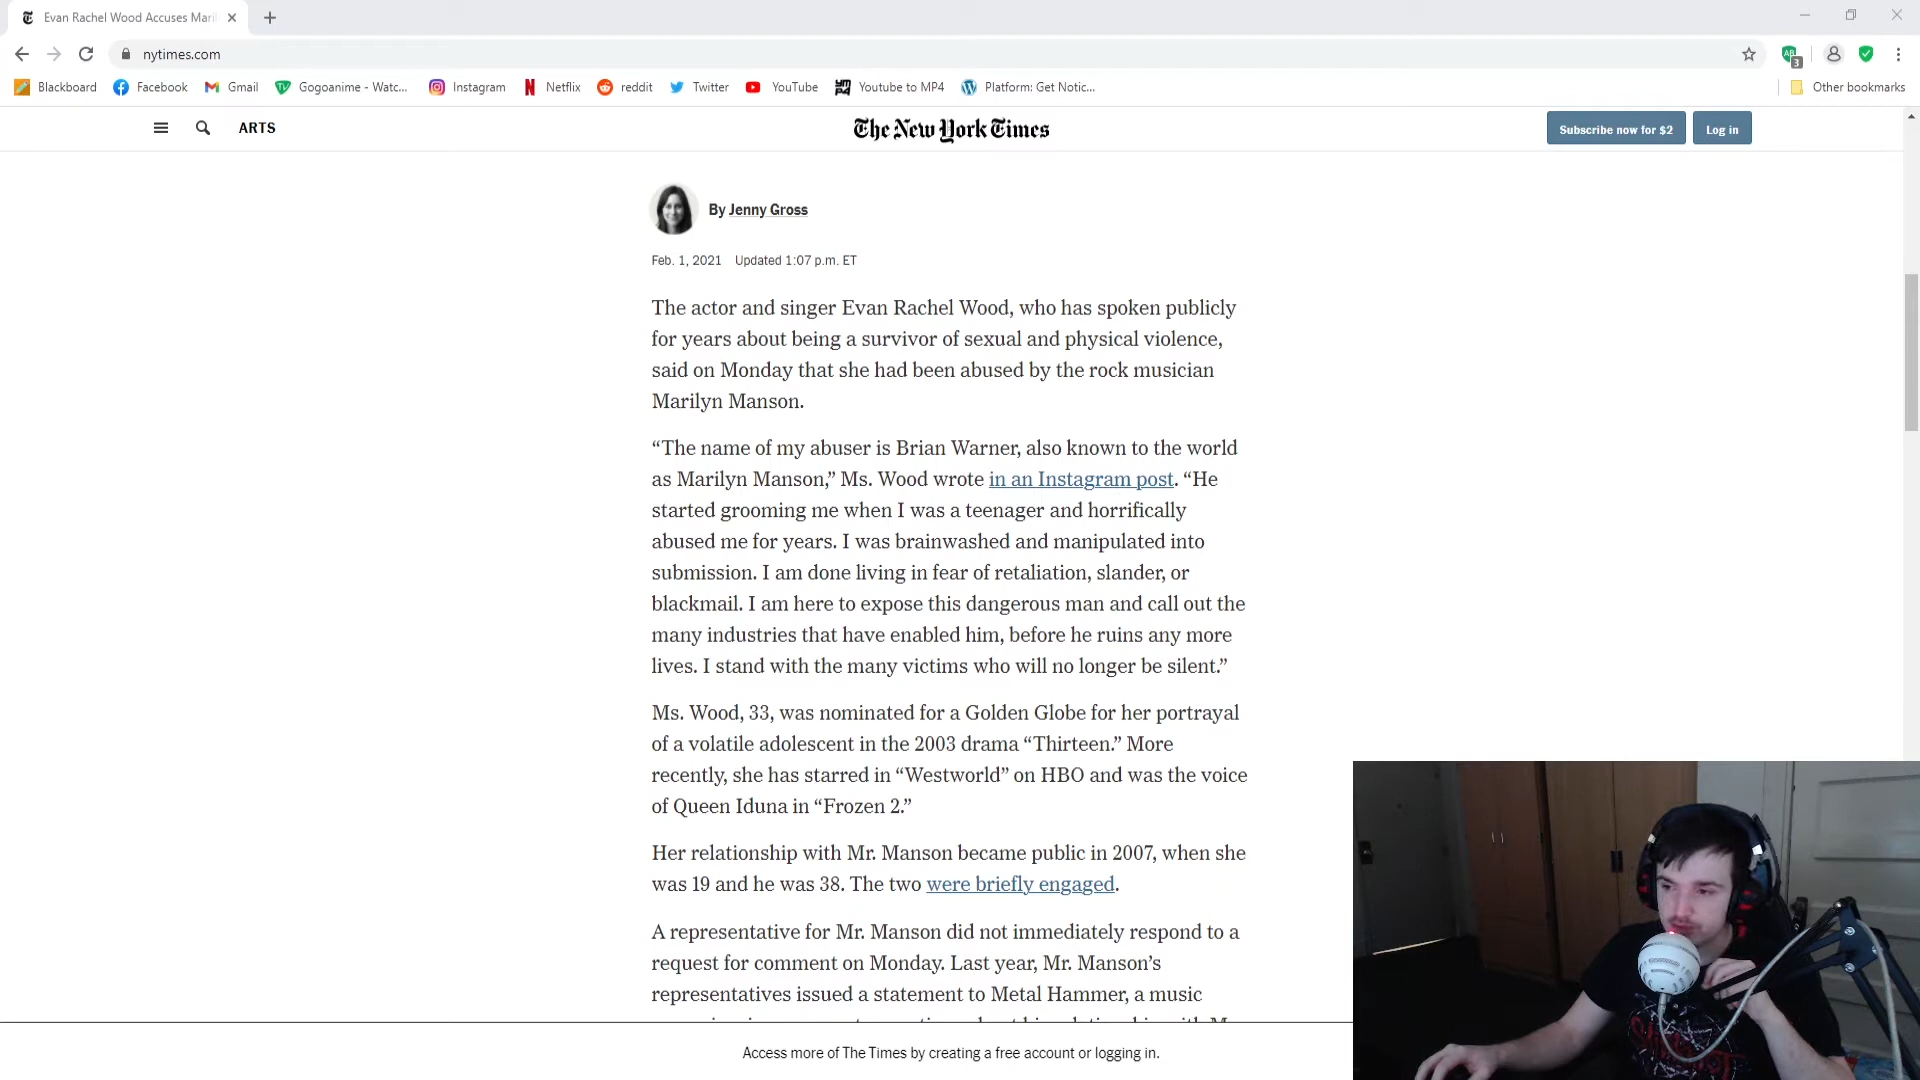 Evan Rachel Wood Accuses Mari
nytimes.com
3
Blackboard Facebook Gmail Gogoanime - Watc... Instagram Netflix reddit Twitter YouTube Youtube to MP4 Platform: Get Notic... Other bookmarks
ARTS The New York Times Subscribe now for $2 Log in
By Jenny Gross
Feb. 1, 2021 Updated 1:07 p.m. ET
The actor and singer Evan Rachel Wood, who has spoken publicly
for years about being a survivor of sexual and physical violence,
said on Monday that she had been abused by the rock musician
Marilyn Manson.
“The name of my abuser is Brian Warner, also known to the world
as Marilyn Manson,” Ms. Wood wrote in an Instagram post. “He
started grooming me when I was a teenager and horrifically
abused me for years. I was brainwashed and manipulated into
submission. I am done living in fear of retaliation, slander, or
blackmail. I am here to expose this dangerous man and call out the
many industries that have enabled him, before he ruins any more
lives. I stand with the many victims who will no longer be silent.”
Ms. Wood, 33, was nominated for a Golden Globe for her portrayal
of a volatile adolescent in the 2003 drama “Thirteen.” More
recently, she has starred in “Westworld” on HBO and was the voice
of Queen Iduna in “Frozen 2.”
Her relationship with Mr. Manson became public in 2007, when she
was 19 and he was 38. The two were briefly engaged.
A representative for Mr. Manson did not immediately respond to a
request for comment on Monday. Last year, Mr. Manson’s
representatives issued a statement to Metal Hammer, a music
Access more of The Times by creating a free account or logging in.